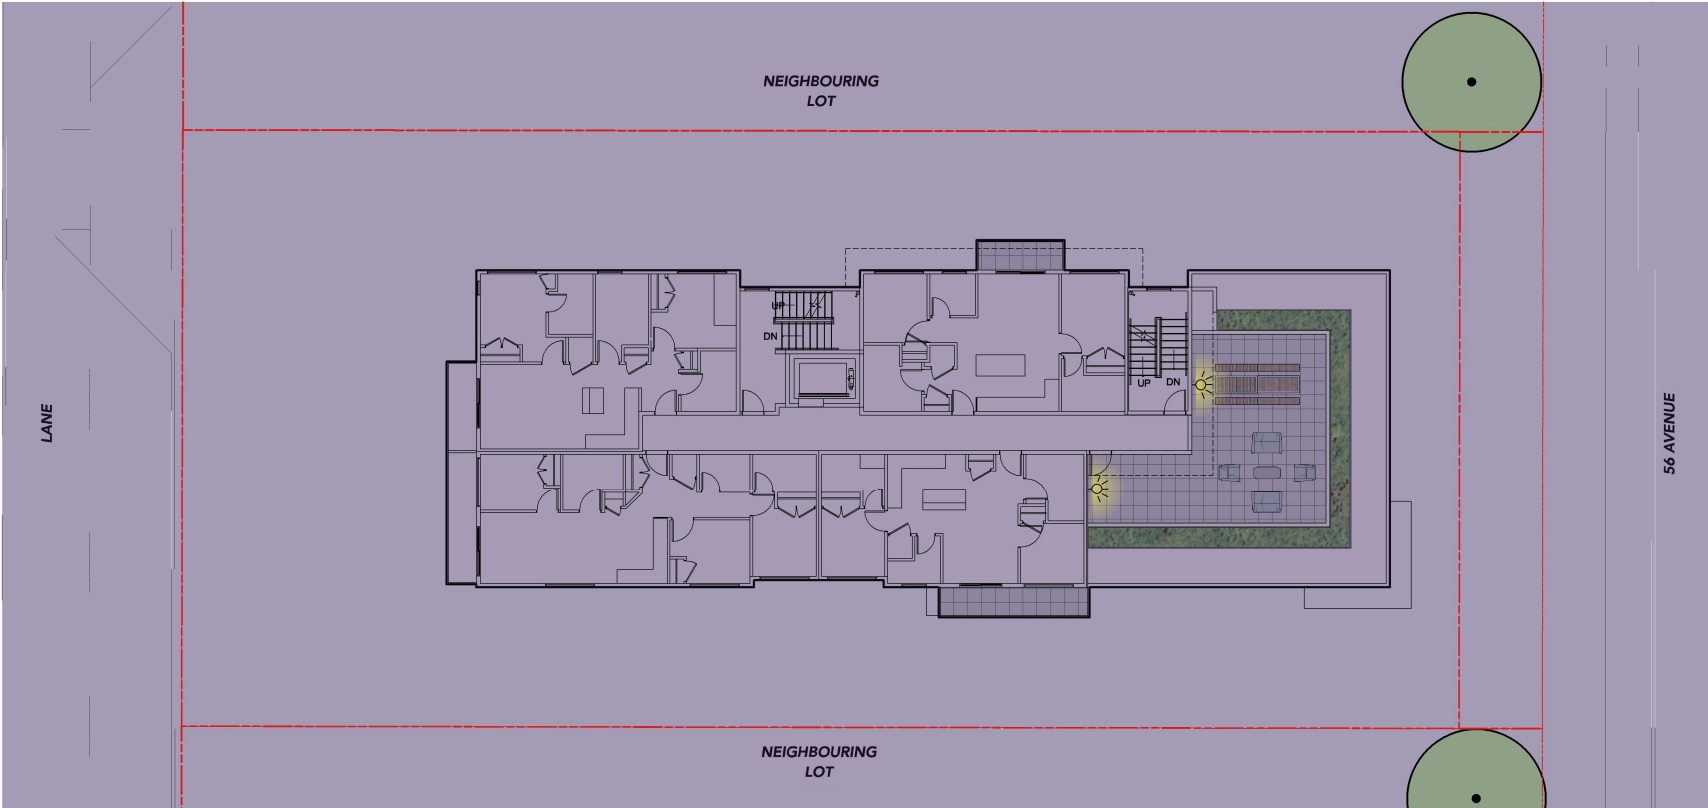 NEIGHBOURING
LOT
UP
DN
UP
DN
LANE
56 AVENUE
NEIGHBOURING
LOT